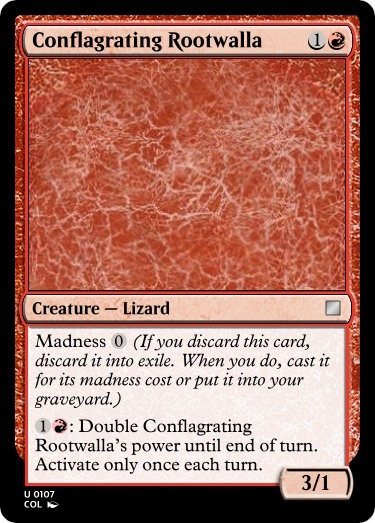 Conflagrating Rootwalla 1
Creature — Lizard
Madness 0 (If you discard this card,
discard it into exile. When you do, cast it
for its madness cost or put it into your
graveyard.)
1 : Double Conflagrating
Rootwalla's power until end of turn.
Activate only once each turn.
3/1
U 0107
COL